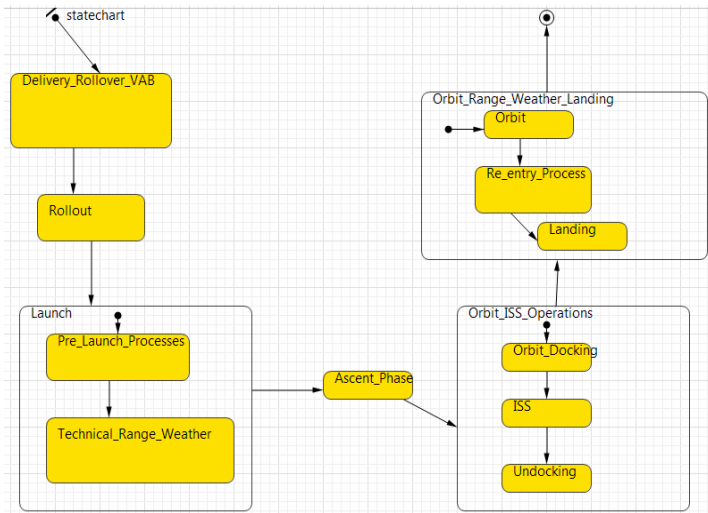 statechart
Delivery_Rollover_VAB
Rollout
Launch
Pre_Launch_Processes
Technical_Range_Weather
Ascent_Phase
Orbit_ISS_Operations
Orbit_Docking
ISS
Undocking
Orbit_Range_Weather_Landing
Orbit
Re_entry_Process
Landing